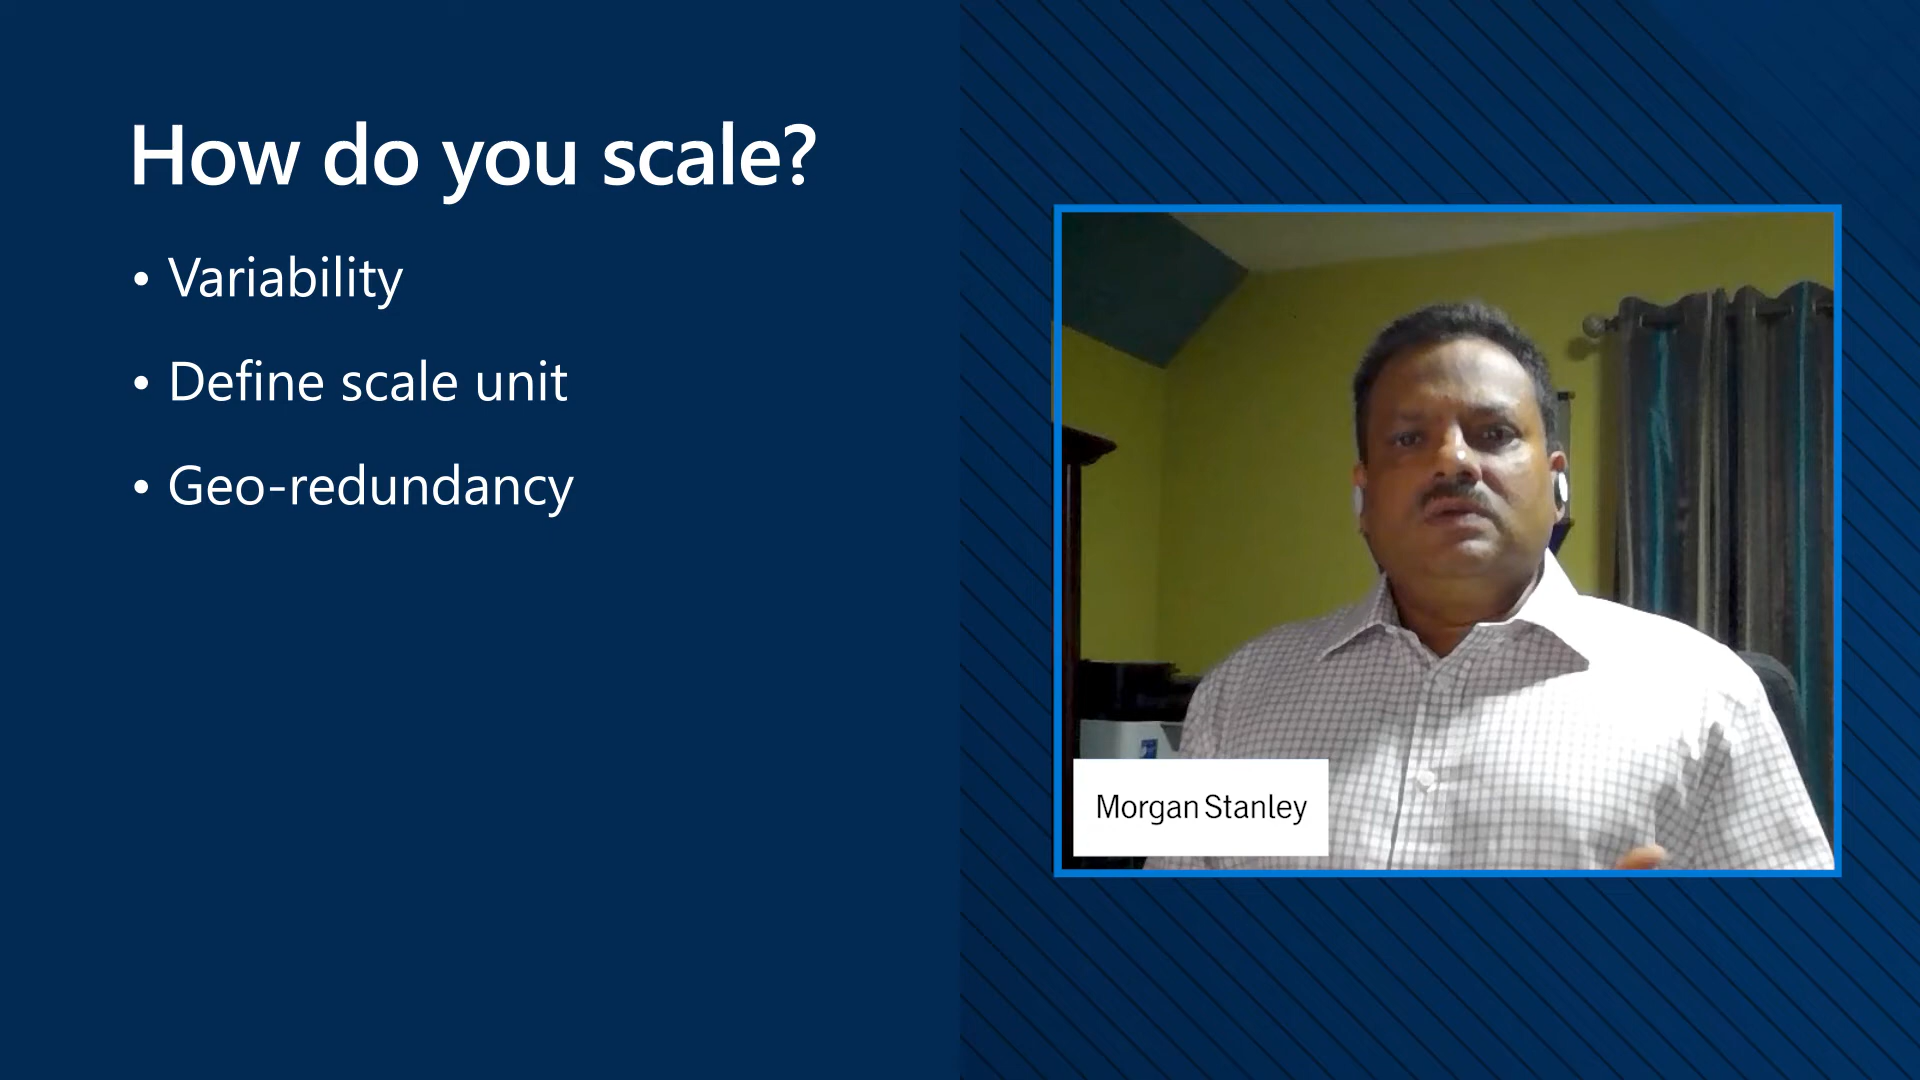 How do you scale?
• Variability
• Define scale unit
• Geo-redundancy
Morgan Stanley